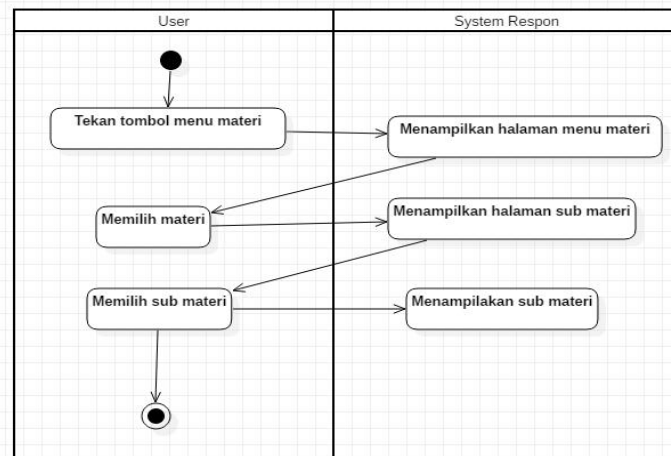 User
System Respon
Tekan tombol menu materi
Menampilkan halaman menu materi
Memilih materi
Menampilkan halaman sub materi
Memilih sub materi
Menampilakan sub materi